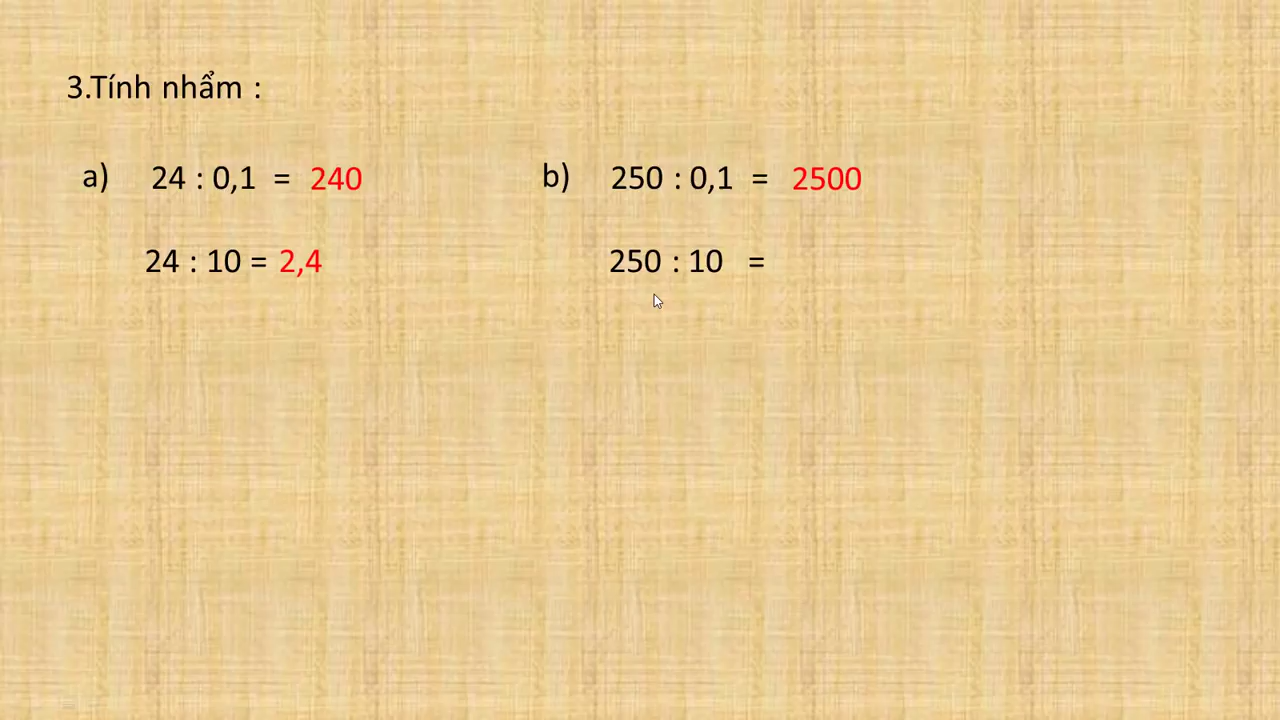 3.Tính nhẩm :
a) 24 : 0,1 = 240
24 : 10 = 2,4
b) 250 : 0,1 = 2500
250 : 10 =